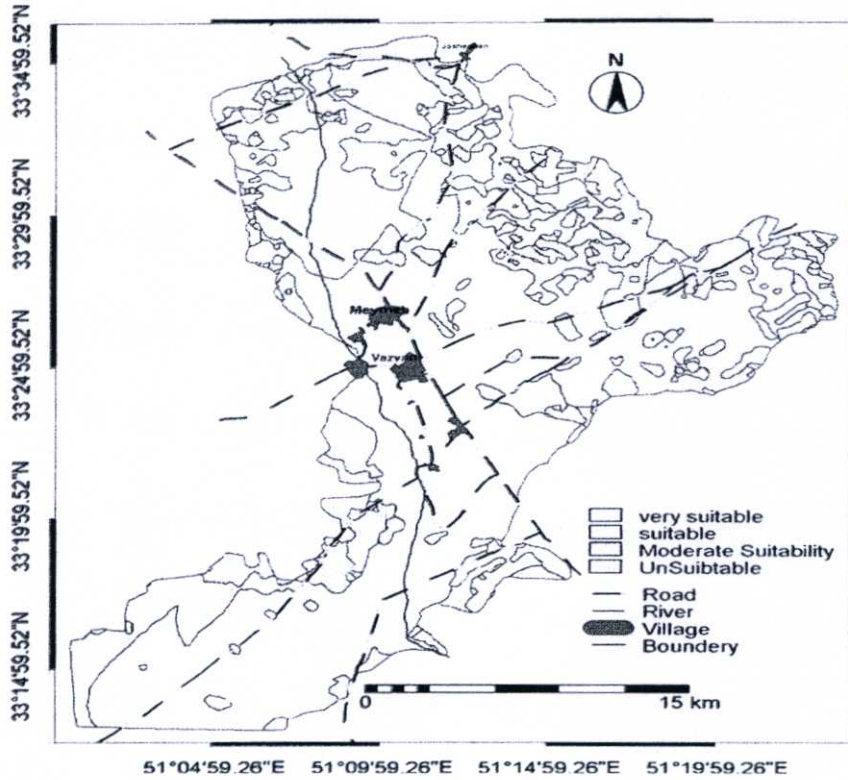 33°34'59.52"N
33°29'59.52"N
33°24'59.52"N
33°19'59.52"N
33°14'59.52"N
N
very suitable
suitable
Moderate Suitability
UnSuibtable
Road
River
Village
Boundery
0 15 km
51°04'59.26"E 51°09'59.26"E 51°14'59.26"E 51°19'59.26"E